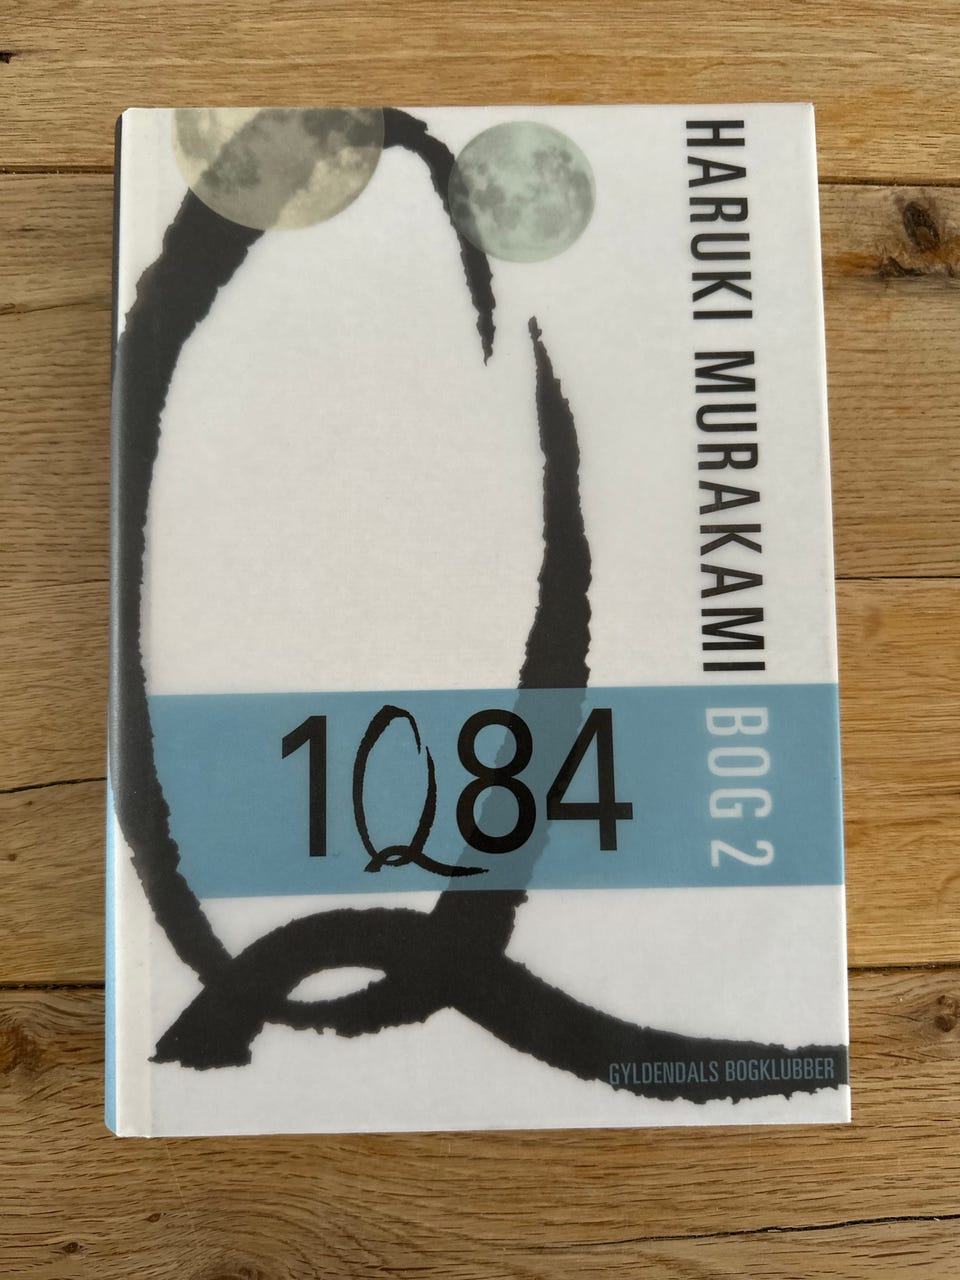 HARUKI MURAKAMI BOG 2
1Q84
GYLDENDALS BOGKLUBBER